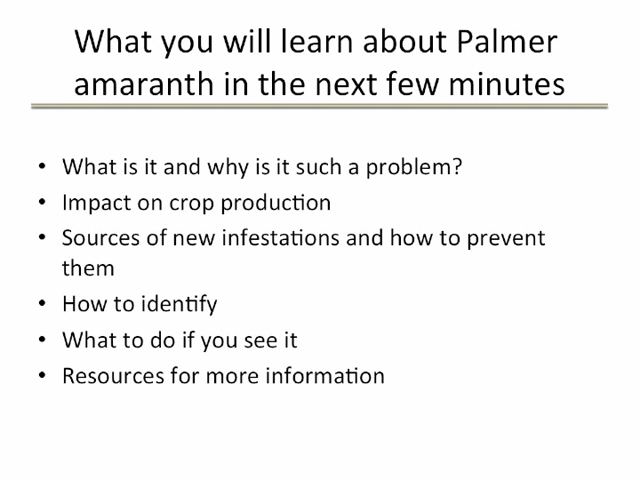 What you will learn about Palmer
amaranth in the next few minutes
• What is it and why is it such a problem?
• Impact on crop production
• Sources of new infestations and how to prevent
them
• How to identify
• What to do if you see it
• Resources for more information